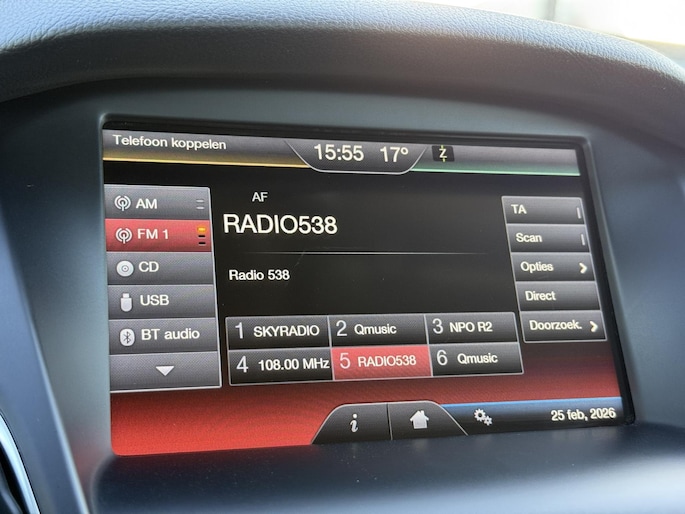 Telefoon koppelen
15:55 17° Z
AM
FM 1
CD
USB
BT audio
AF
RADIO538
Radio 538
TA
Scan
Opties
Direct
Doorzoek.
1 SKYRADIO 2 Qmusic 3 NPO R2
4 108.00 MHz 5 RADIO538 6 Qmusic
i
25 feb, 2026